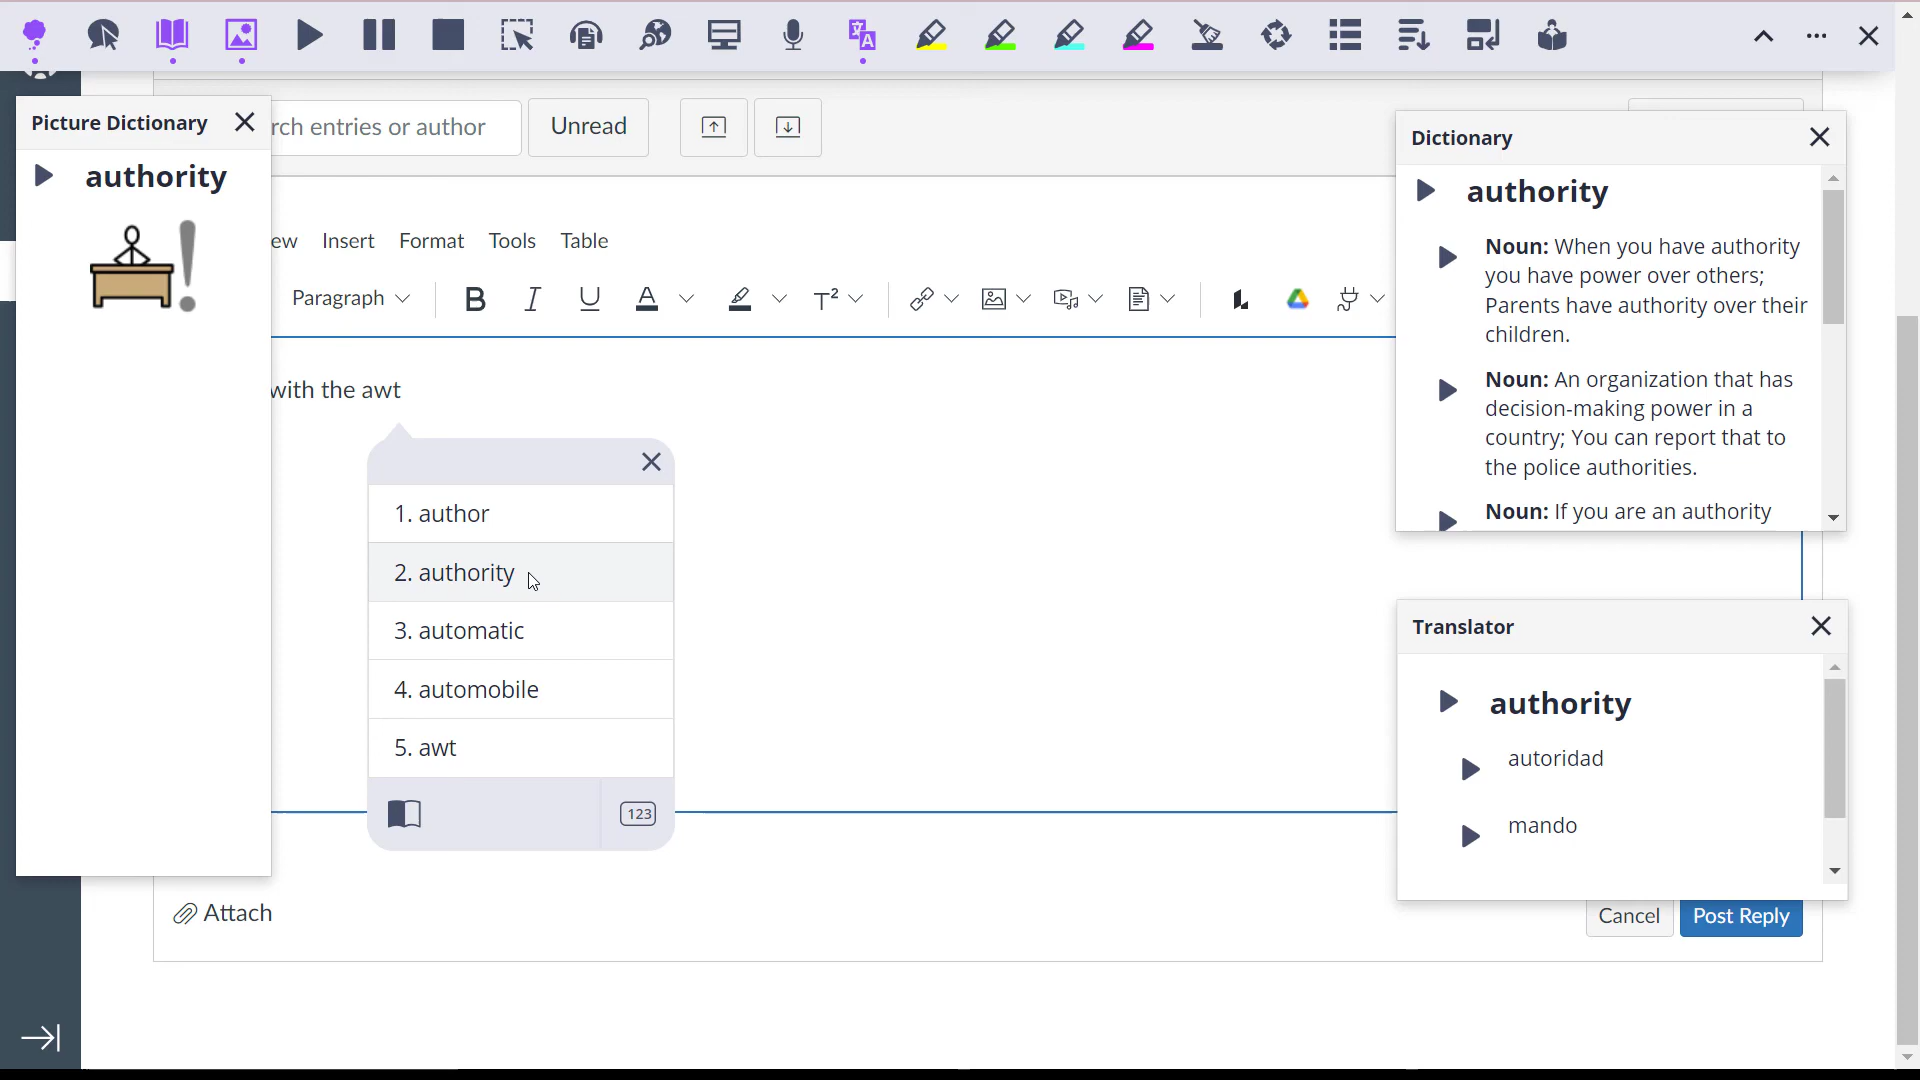 Picture Dictionary
authority
rch entries or author
Unread
ew Insert Format Tools Table
Paragraph B I U A T²
with the awt
1. author
2. authority
3. automatic
4. automobile
5. awt
123
Attach
Dictionary
authority
Noun: When you have authority
you have power over others;
Parents have authority over their
children.
Noun: An organization that has
decision-making power in a
country; You can report that to
the police authorities.
Noun: If you are an authority
Translator
authority
autoridad
mando
Cancel Post Reply